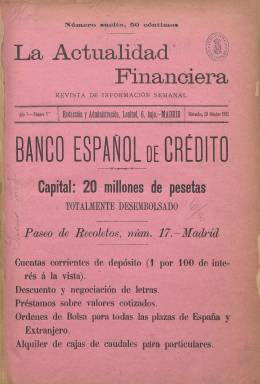 Número suelto, 50 céntimos
La Actualidad
Financiera
REVISTA DE INFORMACIÓN SEMANAL
Redacción y Administración, Lealtad, 6, bajo.-MADRID
BANCO ESPAÑOL DE CRÉDITO
Capital: 20 millones de pesetas
TOTALMENTE DESEMBOLSADO
Paseo de Recoletos, núm. 17.-Madrid
Cuentas corrientes de depósito (1 por 100 de inte-
rés á la vista).
Descuento y negociación de letras.
Préstamos sobre valores cotizados.
Ordenes de Bolsa para todas las plazas de España y
Extranjero.
Alquiler de cajas de caudales para particulares.